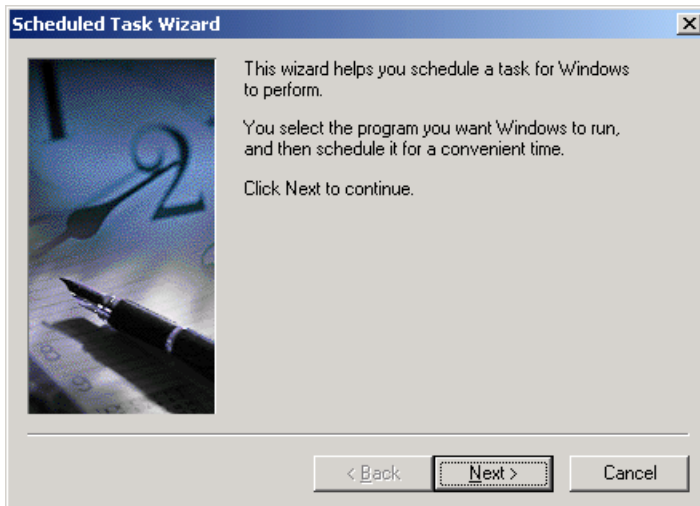 Scheduled Task Wizard
This wizard helps you schedule a task for Windows
to perform.
You select the program you want Windows to run,
and then schedule it for a convenient time.
Click Next to continue.
2
< Back
Next >
Cancel